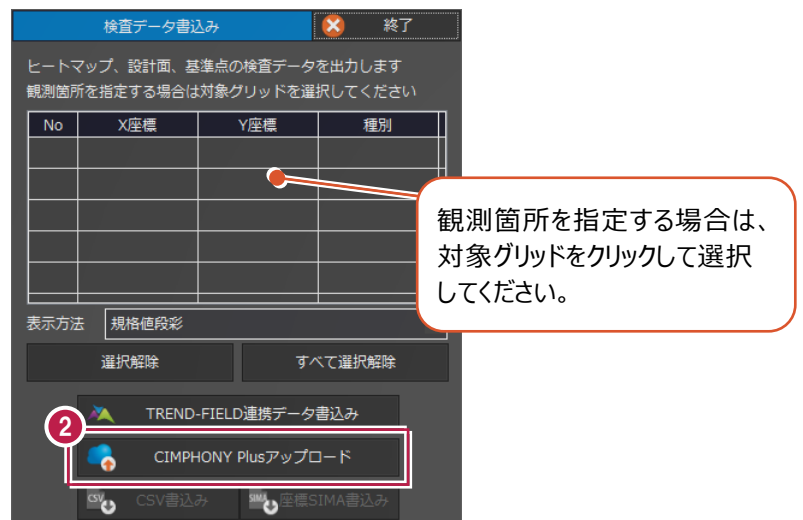 検査データ書込み
終了
ヒートマップ、設計面、基準点の検査データを出力します
観測箇所を指定する場合は対象グリッドを選択してください
No X座標 Y座標 種別
観測箇所を指定する場合は、
対象グリッドをクリックして選択
してください。
表示方法 規格値段彩
選択解除 すべて選択解除
TREND-FIELD連携データ書込み
2
CIMPHONY Plusアップロード
CSV CSV書込み SIMA 座標SIMA書込み